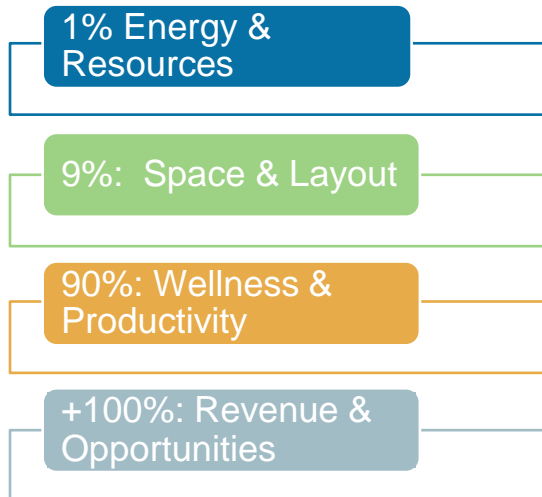 1% Energy &
Resources
9%:  Space & Layout
90%: Wellness &
Productivity
+100%: Revenue &
Opportunities